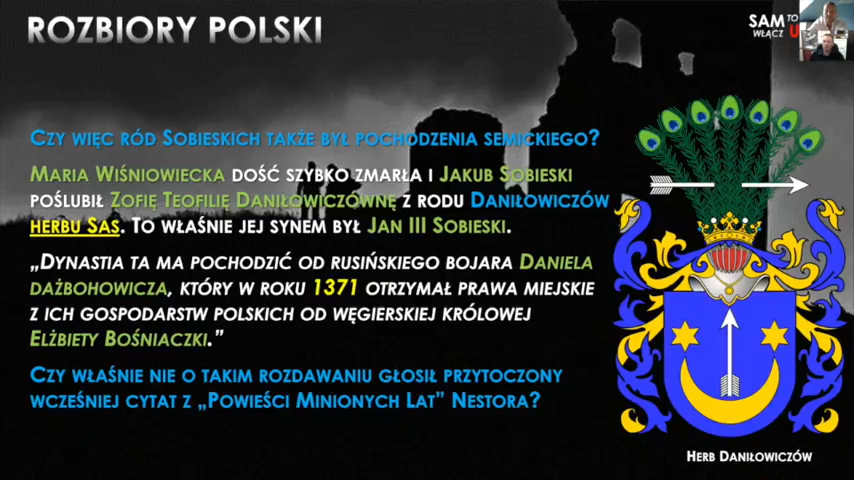 ROZBIORY POLSKI
SAM TO
WŁĄCZ
CZY WIĘC RÓD SOBIESKICH TAKŻE BYŁ POCHODZENIA SEMICKIEGO?
MARIA WIŚNIOWIECKA DOŚĆ SZYBKO ZMARŁA I JAKUB SOBIESKI
POŚLUBIŁ ZOFIĘ TEOFILIĘ DANIŁOWICZÓWNĘ Z RODU DANIŁOWICZÓW
HERBU SAS. TO WŁAŚNIE JEJ SYNEM BYŁ JAN III SOBIESKI.
„DYNASTIA TA MA POCHODZIĆ OD RUSIŃSKIEGO BOJARA DANIELA
DAŻBOHOWICZA, KTÓRY W ROKU 1371 OTRZYMAŁ PRAWA MIEJSKIE
Z ICH GOSPODARSTW POLSKICH OD WĘGIERSKIEJ KRÓLOWEJ
ELŻBIETY BOŚNIACZKI.”
CZY WŁAŚNIE NIE O TAKIM ROZDAWANIU GŁOSIŁ PRZYTOCZONY
WCZEŚNIEJ CYTAT Z „POWIEŚCI MINIONYCH LAT” NESTORA?
HERB DANIŁOWICZÓW